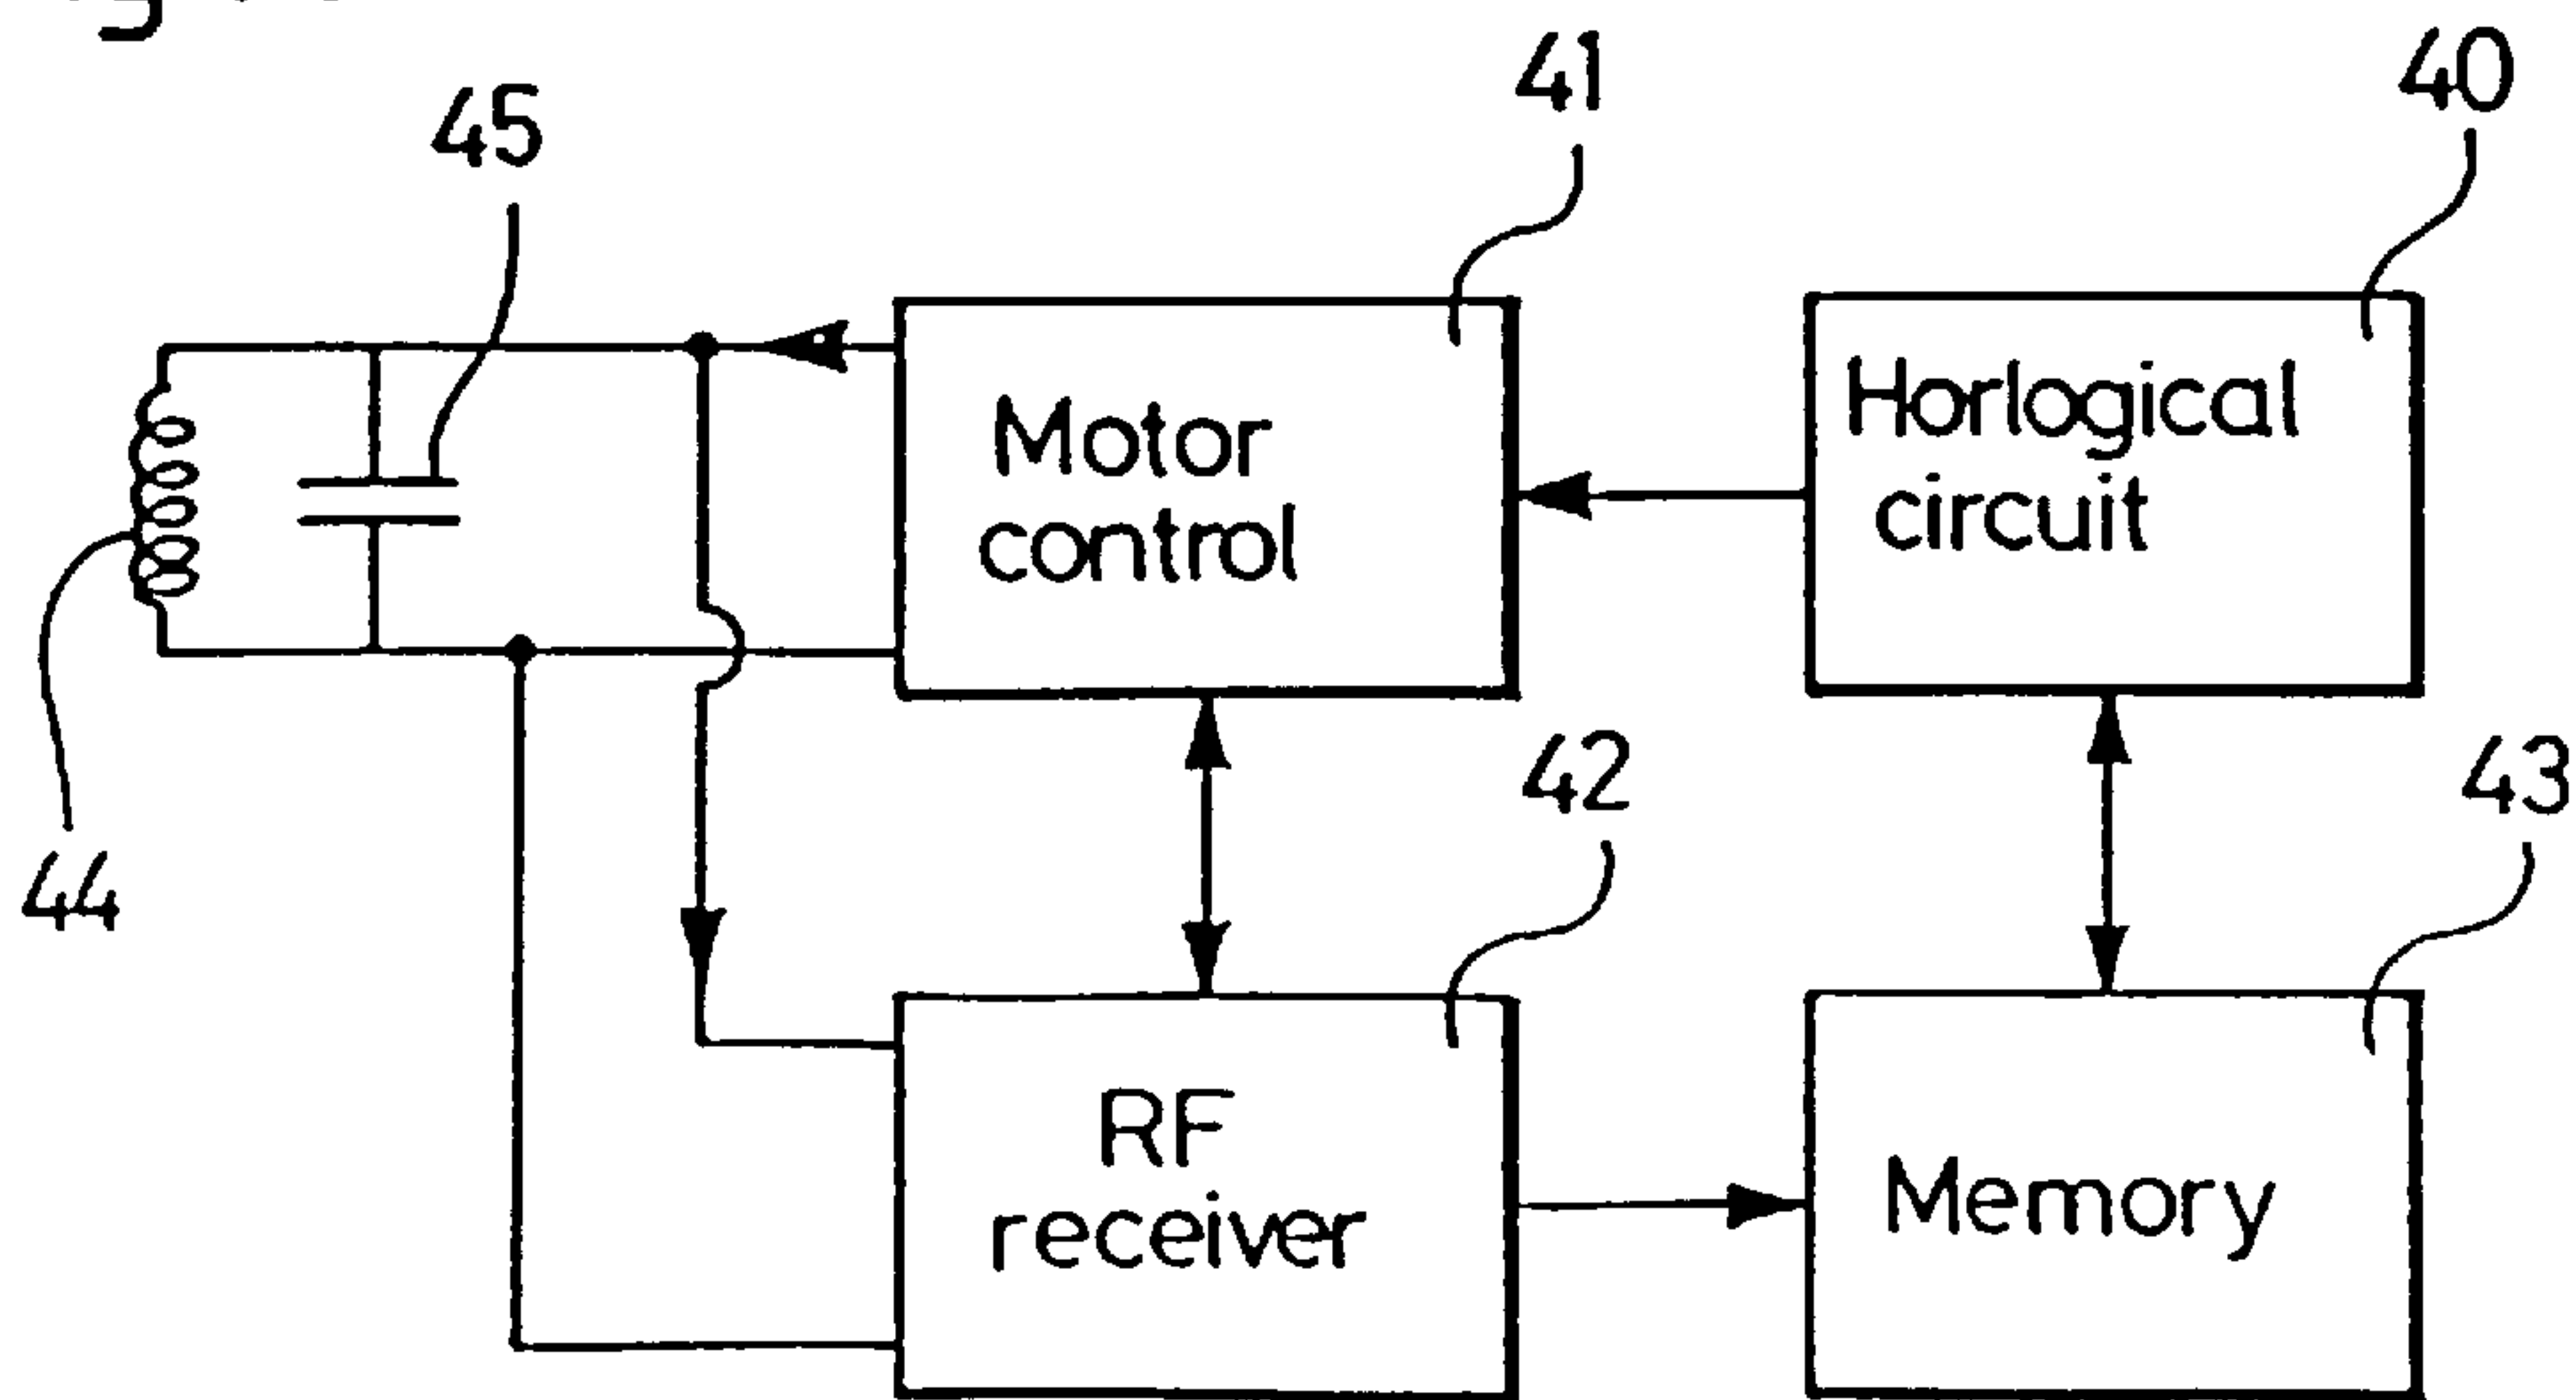 45
41
40
Motor
control
Horlogical
circuit
44
42
43
RF
receiver
Memory